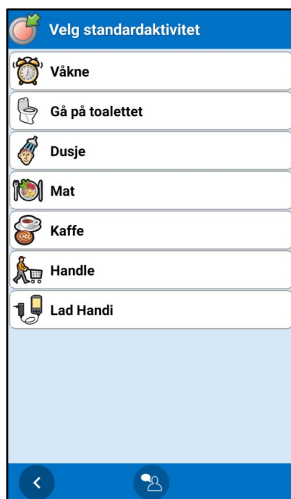 Velg standardaktivitet
Våkne
Gå på toalettet
Dusje
Mat
Kaffe
Handle
Lad Handi